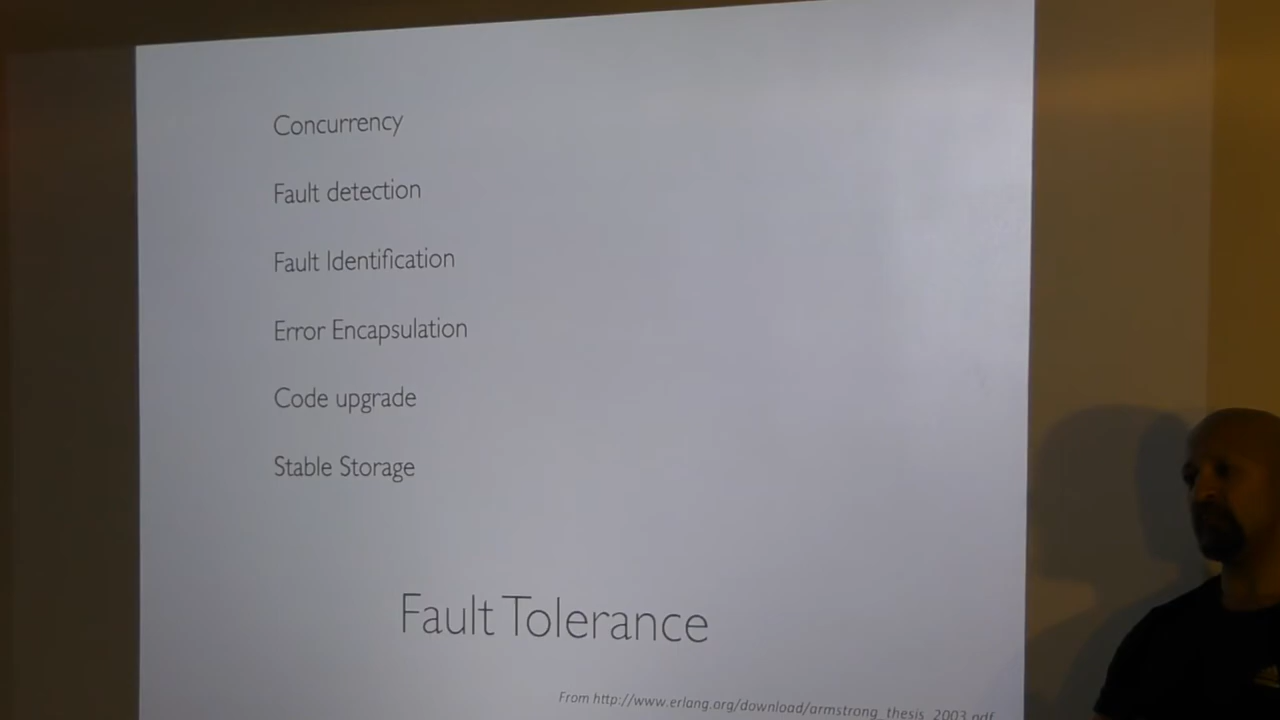 Concurrency
Fault detection
Fault Identification
Error Encapsulation
Code upgrade
Stable Storage
Fault Tolerance
From http://www.erlang.org/download/armstrong_thesis_2003.pdf